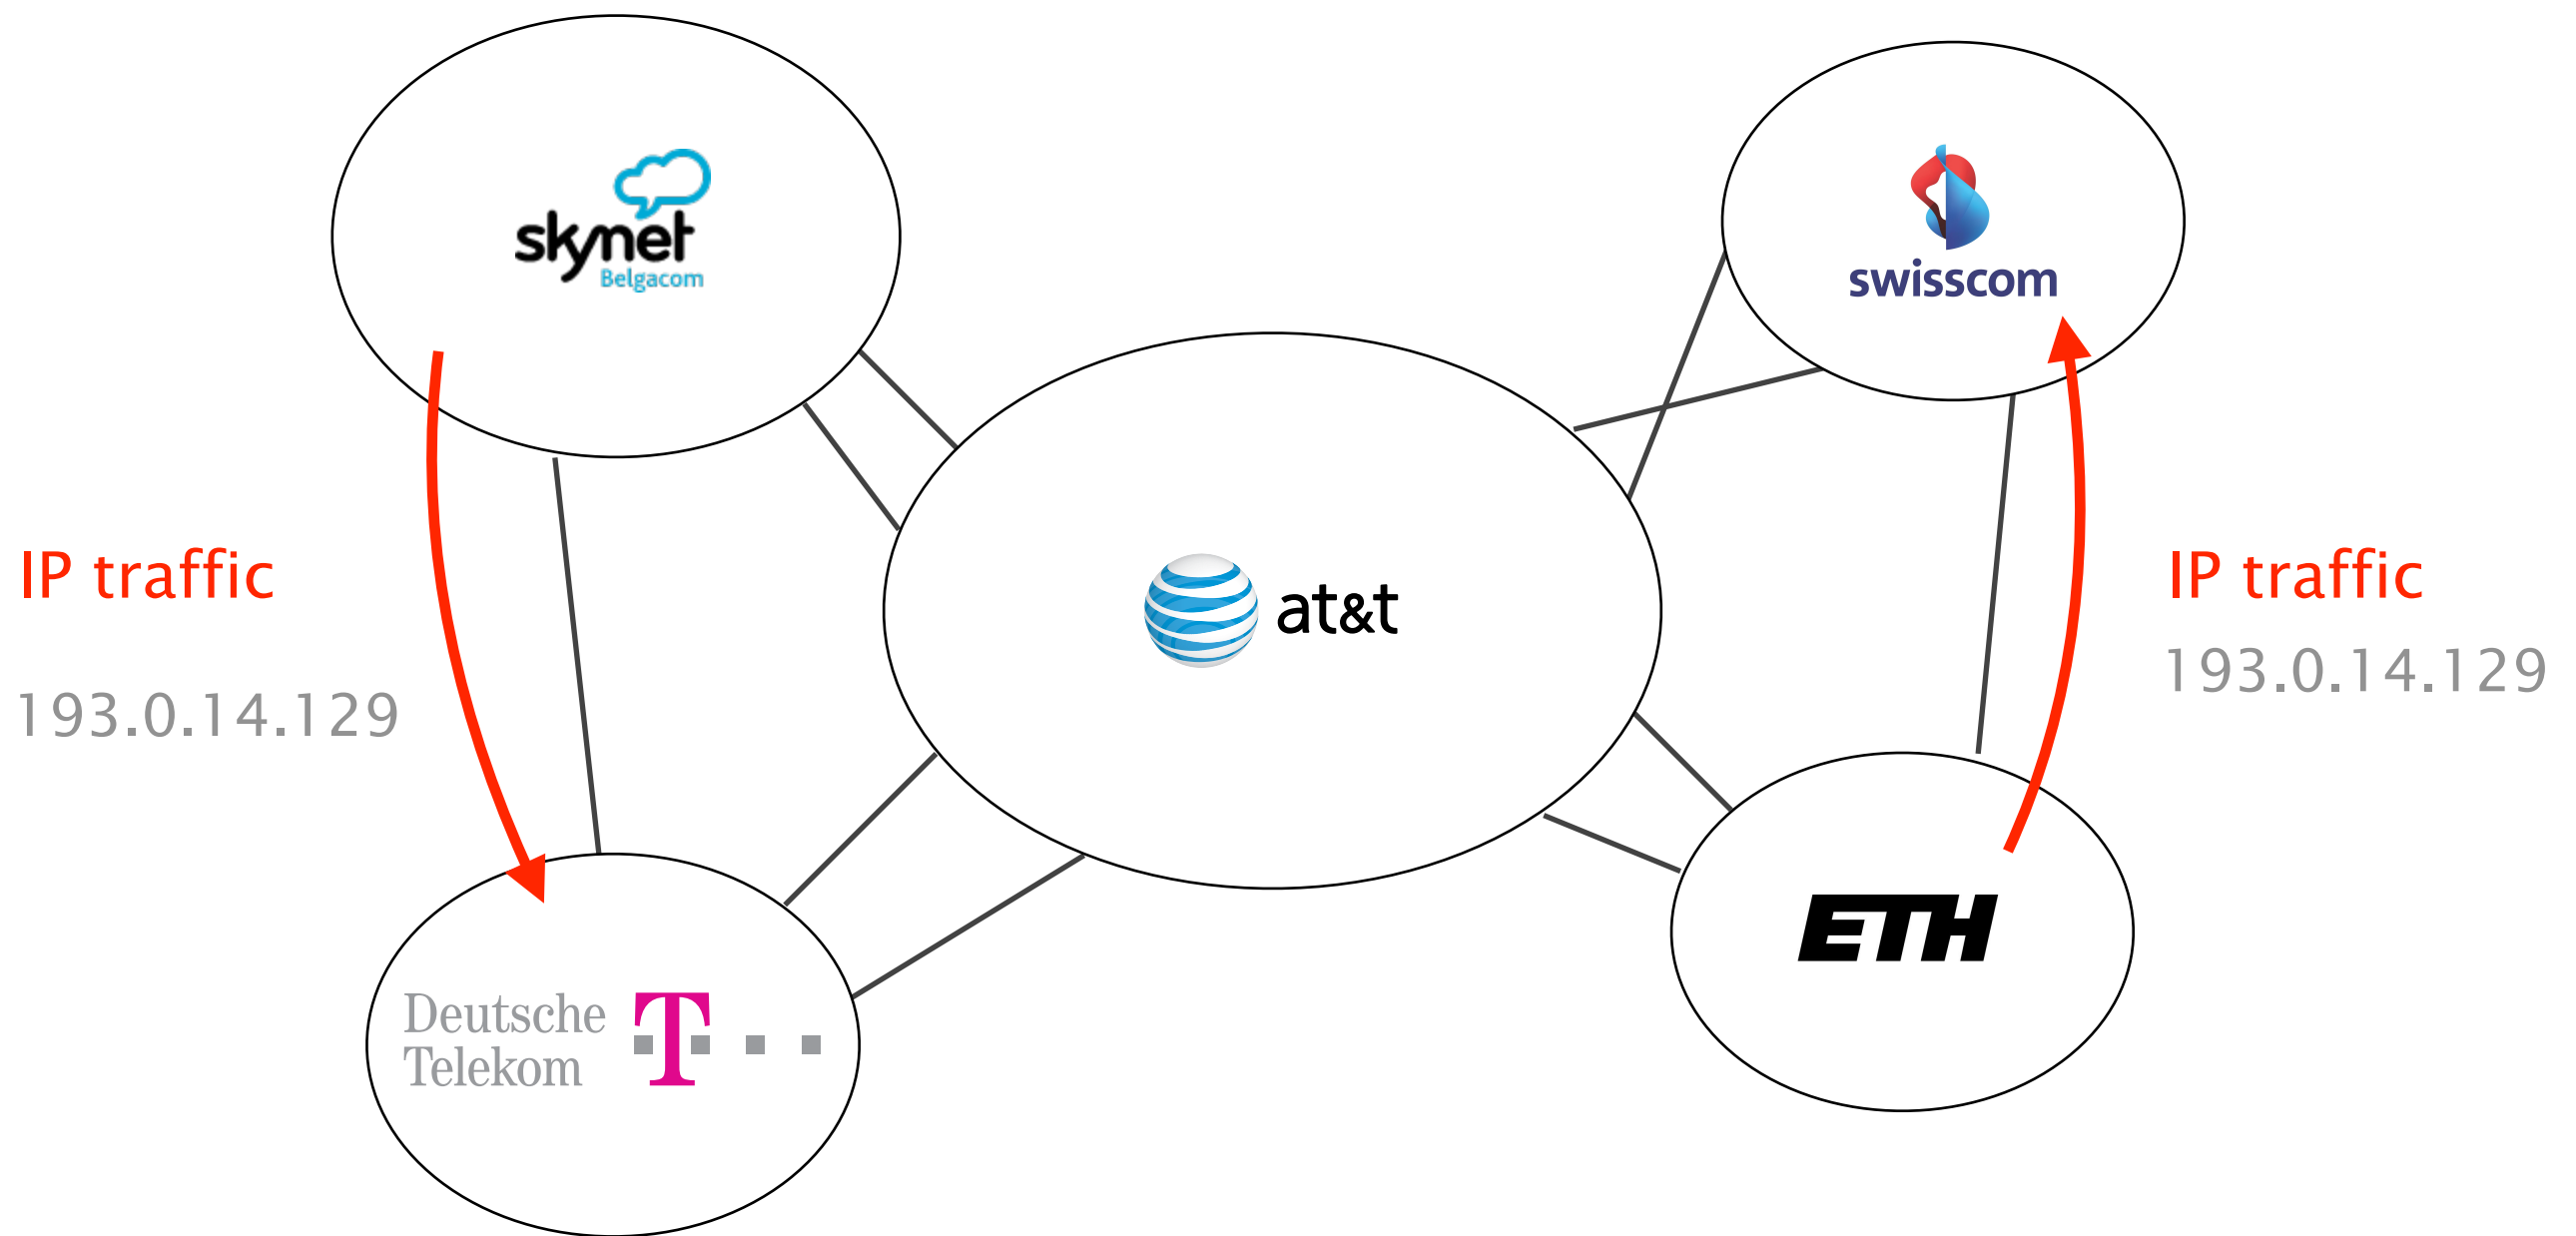 skynet
Belgacom
swisscom
IP traffic
193.0.14.129
at&t
IP traffic
193.0.14.129
ETH
Deutsche
Telekom
T